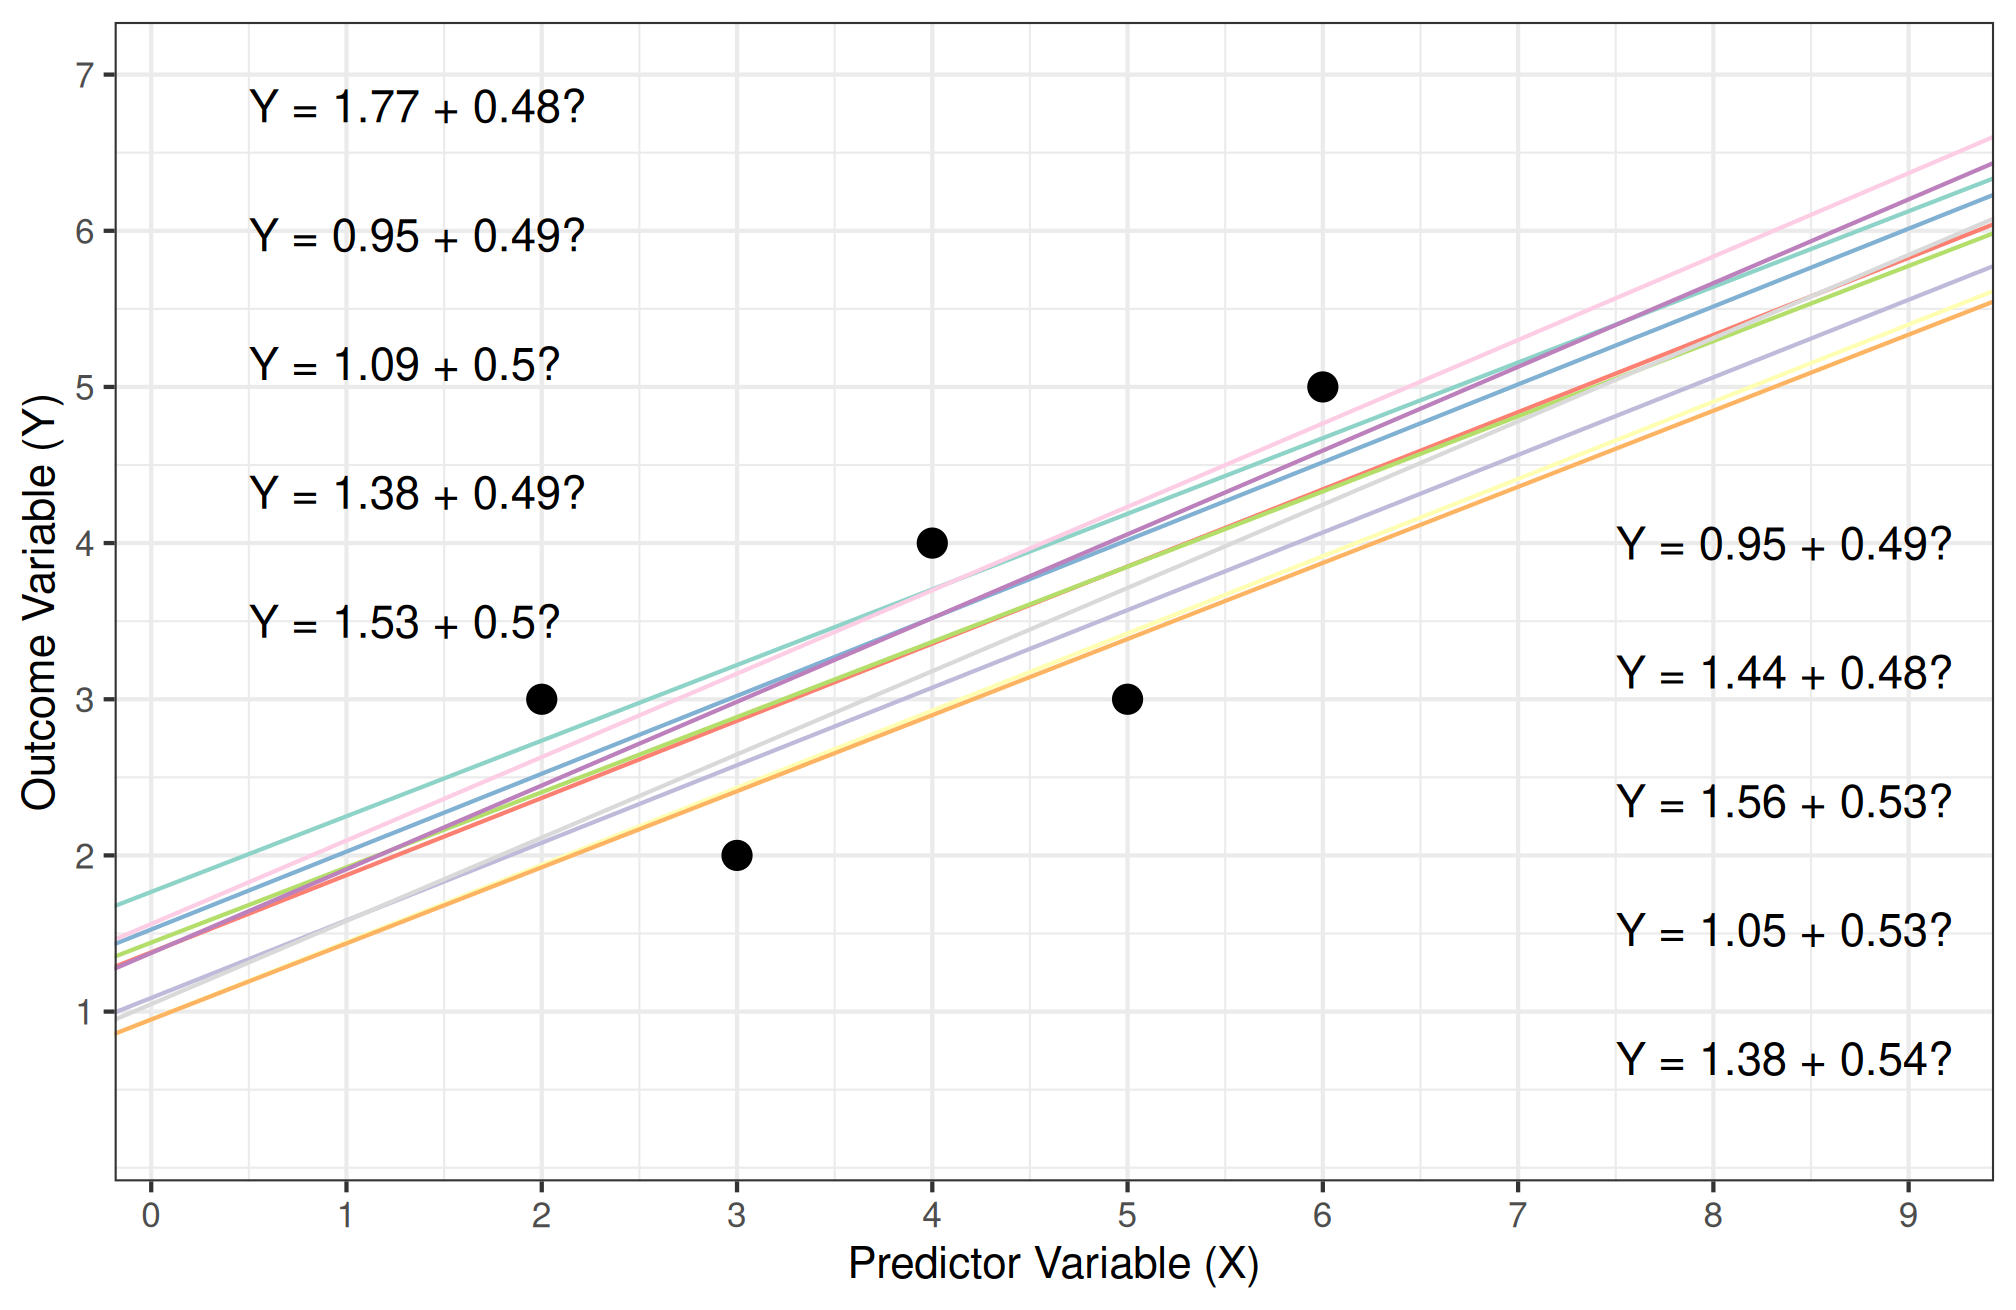 Y = 1.77 + 0.48?
Y = 0.95 + 0.49?
Y = 1.09 + 0.5?
Y = 1.38 + 0.49?
Y = 1.53 + 0.5?
Y = 0.95 + 0.49?
Y = 1.44 + 0.48?
Y = 1.56 + 0.53?
Y = 1.05 + 0.53?
Y = 1.38 + 0.54?
Outcome Variable (Y)
7
6
5
4
3
2
1
0 1 2 3 4 5 6 7 8 9
Predictor Variable (X)